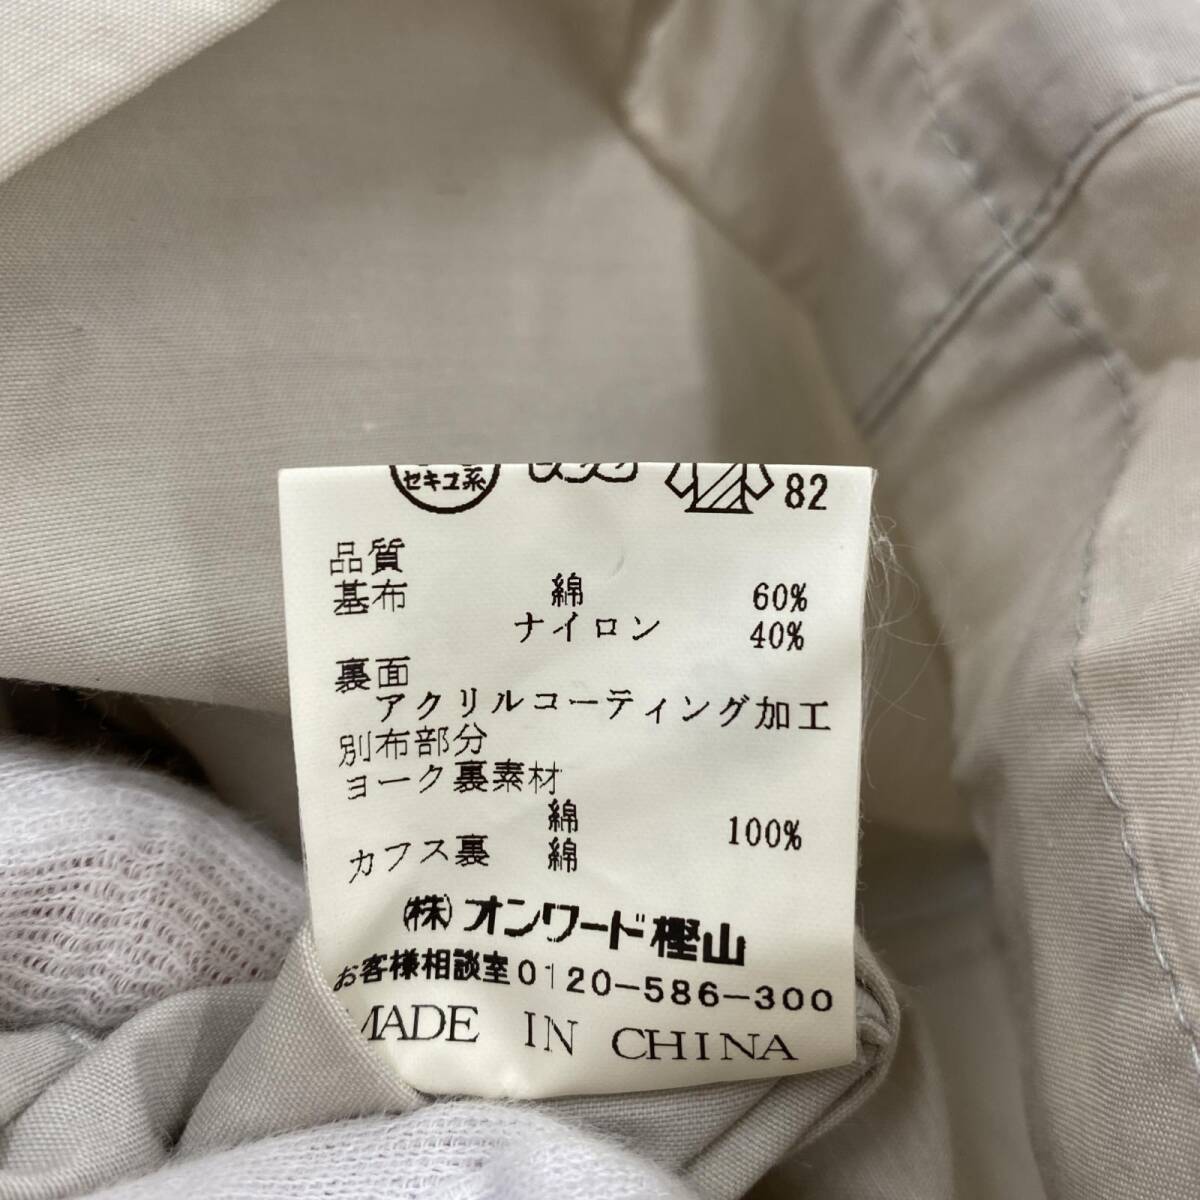 セキユ系
82
品質
基布 綿 60%
ナイロン 40%
裏面
アクリルコーティング加工
別布部分
ヨーク裏素材
綿 100%
カフス裏 綿
(株)オンワード樫山
お客様相談室0120-586-300
MADE IN CHINA